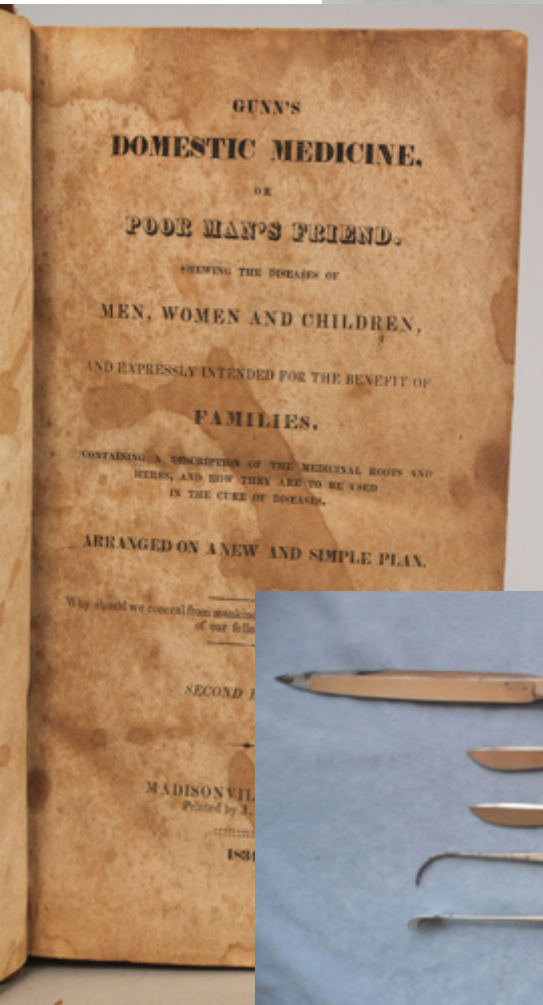 GUNN'S
DOMESTIC MEDICINE,
OR
POOR MAN'S FRIEND.
SHEWING THE DISEASES OF
MEN, WOMEN AND CHILDREN,
AND EXPRESSLY INTENDED FOR THE BENEFIT OF
FAMILIES.
CONTAINING A DESCRIPTION OF THE MEDICINAL ROOTS AND
HERBS, AND HOW THEY ARE TO BE USED
IN THE CURE OF DISEASES.
ARRANGED ON A NEW AND SIMPLE PLAN.
Why should we conceal from mankind
of our
SECOND
Printed by